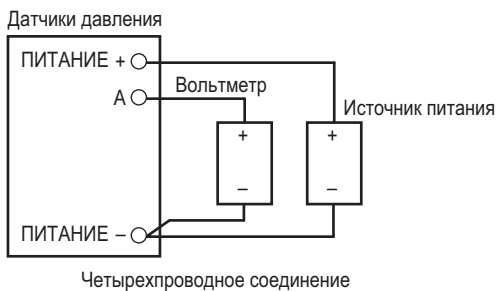 Датчики давления
ПИТАНИЕ +
А
Вольтметр
Источник питания
+
+
–
–
ПИТАНИЕ –
Четырехпроводное соединение